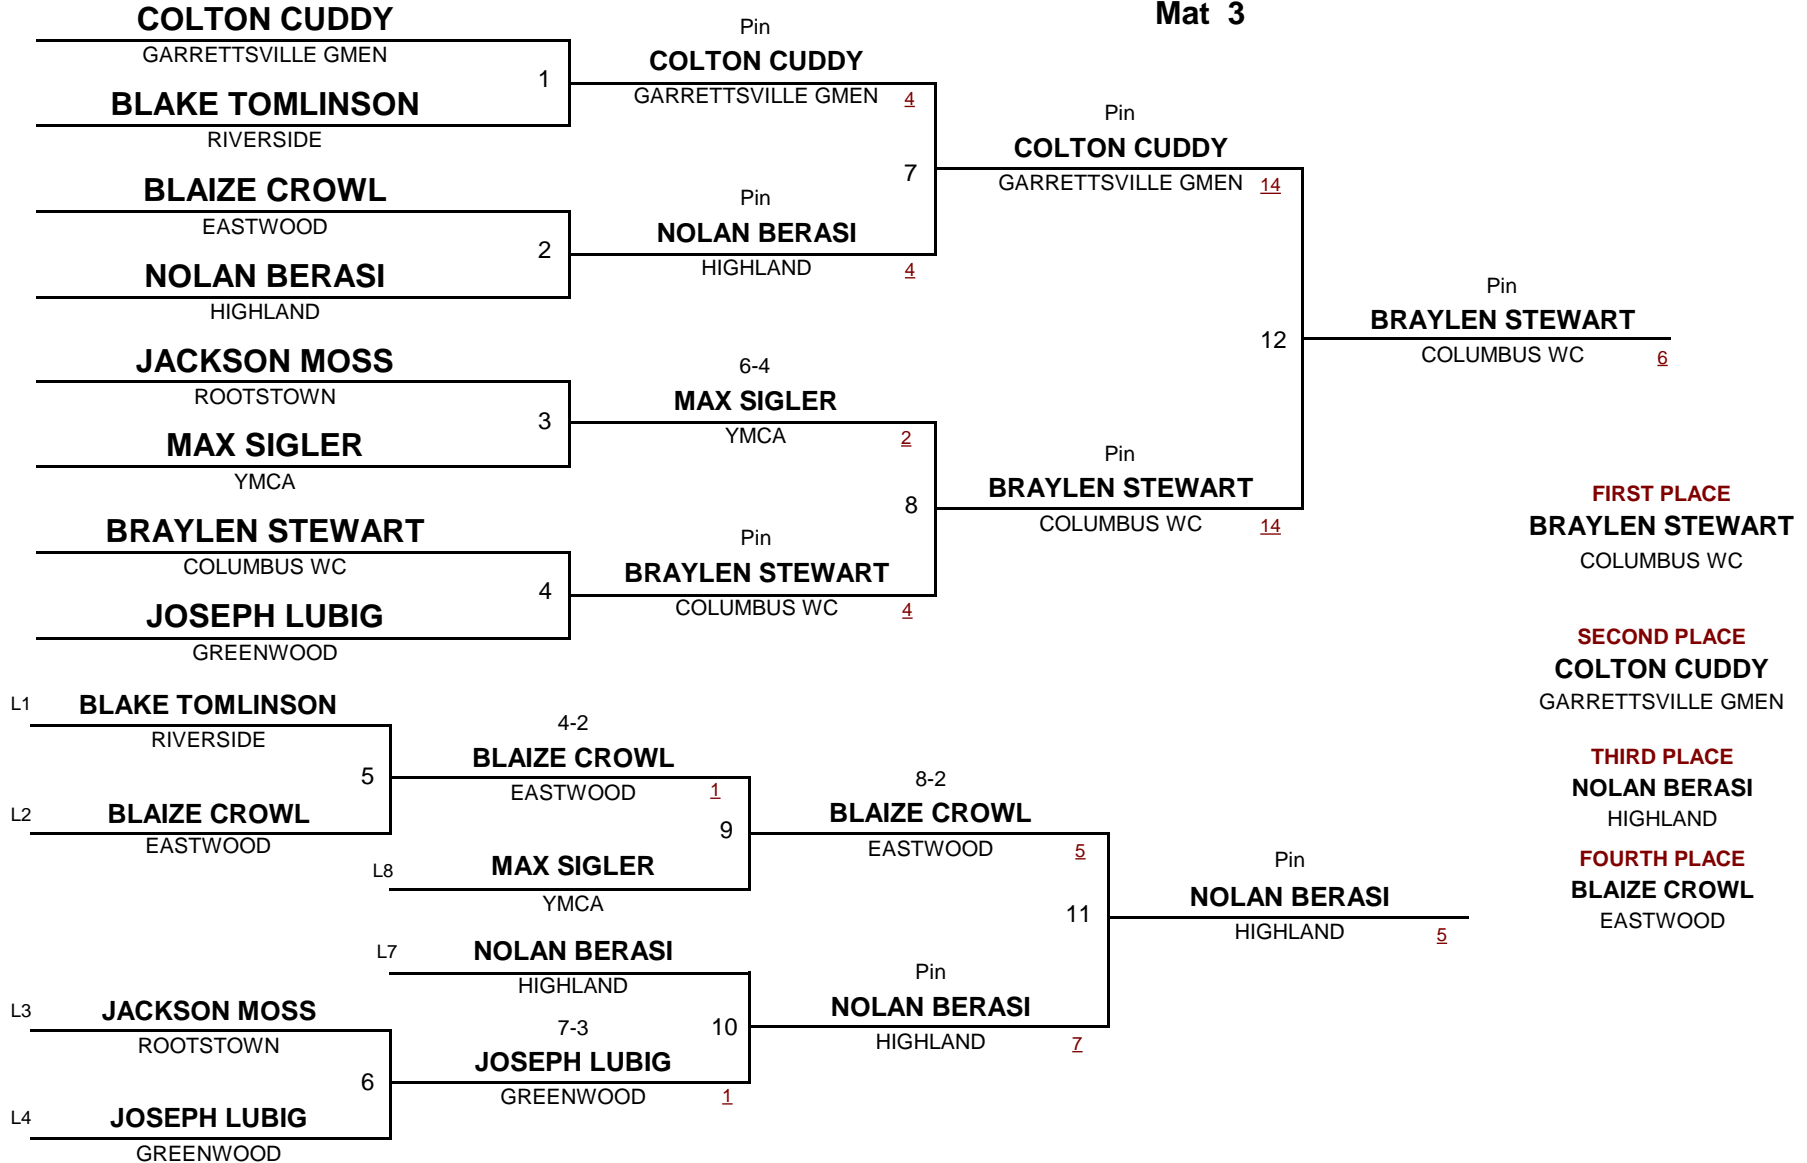 Mat 3
COLTON CUDDY
GARRETTSVILLE GMEN
1
BLAKE TOMLINSON
RIVERSIDE
BLAIZE CROWL
EASTWOOD
2
NOLAN BERASI
HIGHLAND
JACKSON MOSS
ROOTSTOWN
3
MAX SIGLER
YMCA
BRAYLEN STEWART
COLUMBUS WC
4
JOSEPH LUBIG
GREENWOOD
Pin
COLTON CUDDY
GARRETTSVILLE GMEN 4
7
Pin
NOLAN BERASI
HIGHLAND 4
6-4
MAX SIGLER
YMCA 2
8
Pin
BRAYLEN STEWART
COLUMBUS WC 4
Pin
COLTON CUDDY
GARRETTSVILLE GMEN 14
12
Pin
BRAYLEN STEWART
COLUMBUS WC 14
Pin
BRAYLEN STEWART
COLUMBUS WC 6
FIRST PLACE
BRAYLEN STEWART
COLUMBUS WC
SECOND PLACE
COLTON CUDDY
GARRETTSVILLE GMEN
THIRD PLACE
NOLAN BERASI
HIGHLAND
FOURTH PLACE
BLAIZE CROWL
EASTWOOD
L1 BLAKE TOMLINSON
RIVERSIDE
5
L2 BLAIZE CROWL
EASTWOOD
L3 JACKSON MOSS
ROOTSTOWN
6
L4 JOSEPH LUBIG
GREENWOOD
4-2
BLAIZE CROWL
EASTWOOD 1
9
L8 MAX SIGLER
YMCA
L7 NOLAN BERASI
HIGHLAND
7-3 10
JOSEPH LUBIG
GREENWOOD 1
8-2
BLAIZE CROWL
EASTWOOD 5
11
Pin
NOLAN BERASI
HIGHLAND 7
Pin
NOLAN BERASI
HIGHLAND 5